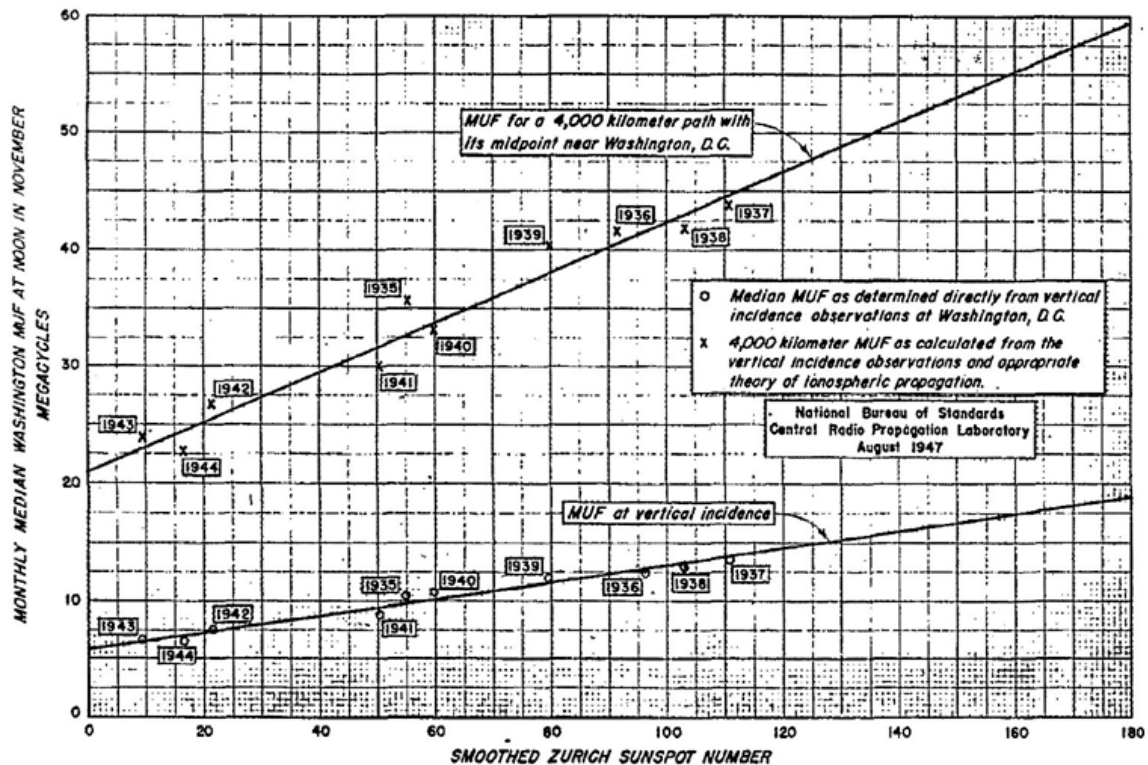 60
50
40
30
20
10
0
MONTHLY MEDIAN WASHINGTON MUF AT NOON IN NOVEMBER
MEGACYCLES
MUF for a 4,000 kilometer path with
its midpoint near Washington, D.C.
1943
1944
1942
1935
1941
1940
1939
1936
1938
1937
o Median MUF as determined directly from vertical
incidence observations at Washington, D.C.
x 4,000 kilometer MUF as calculated from the
vertical incidence observations and appropriate
theory of ionospheric propagation.
National Bureau of Standards
Central Radio Propagation Laboratory
August 1947
MUF at vertical incidence
1943
1944
1942
1935
1941
1940
1939
1936
1938
1937
0 20 40 60 80 100 120 140 160 180
SMOOTHED ZURICH SUNSPOT NUMBER